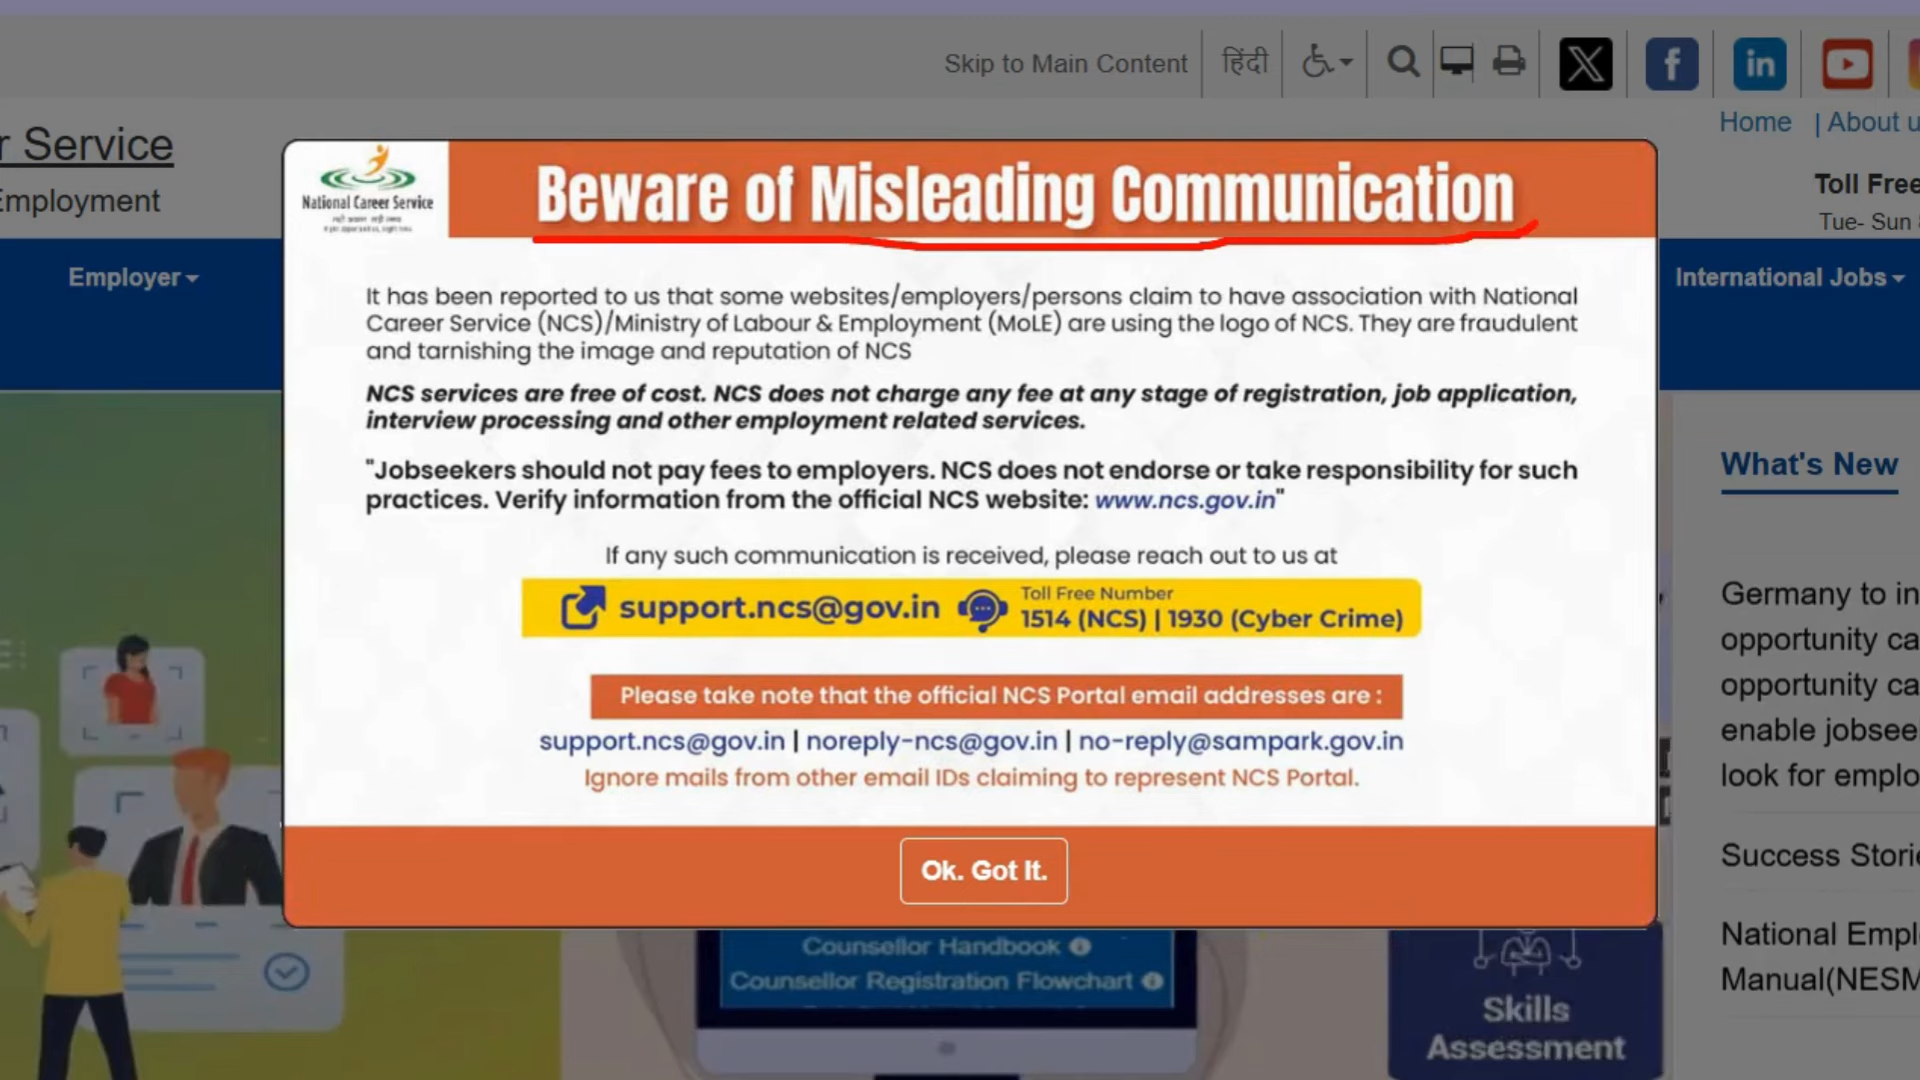 Skip to Main Content
हिंदी
Service
Employment
Home | About
Toll Free
Tue- Sun
Employer
International Jobs
National Career Service
Beware of Misleading Communication
It has been reported to us that some websites/employers/persons claim to have association with National
Career Service (NCS)/Ministry of Labour & Employment (MoLE) are using the logo of NCS. They are fraudulent
and tarnishing the image and reputation of NCS
NCS services are free of cost. NCS does not charge any fee at any stage of registration, job application,
interview processing and other employment related services.
"Jobseekers should not pay fees to employers. NCS does not endorse or take responsibility for such
practices. Verify information from the official NCS website: www.ncs.gov.in"
If any such communication is received, please reach out to us at
support.ncs@gov.in
Toll Free Number
1514 (NCS) | 1930 (Cyber Crime)
Please take note that the official NCS Portal email addresses are :
support.ncs@gov.in | noreply-ncs@gov.in | no-reply@sampark.gov.in
Ignore mails from other email IDs claiming to represent NCS Portal.
Ok. Got It.
What's New
Germany to in
opportunity ca
opportunity ca
enable jobsee
look for emplo
Success Stori
National Empl
Manual(NESM
Counsellor Handbook
Counsellor Registration Flowchart
Skills
Assessment